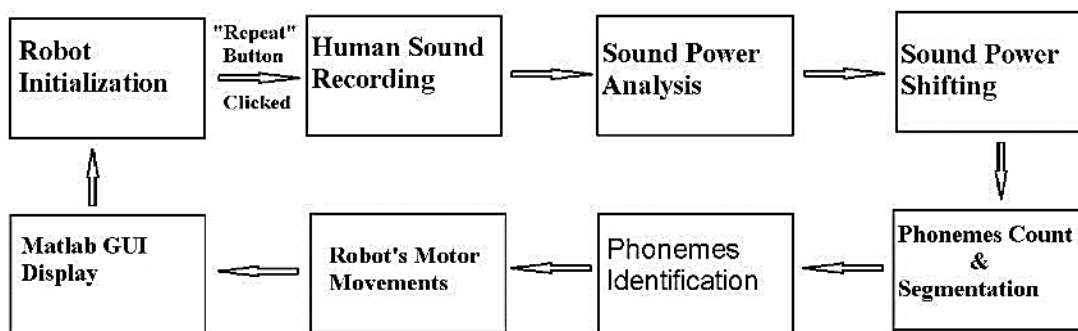 Robot
Initialization
"Repeat"
Button
Clicked
Human Sound
Recording
Sound Power
Analysis
Sound Power
Shifting
Phonemes Count
&
Segmentation
Phonemes
Identification
Robot's Motor
Movements
Matlab GUI
Display